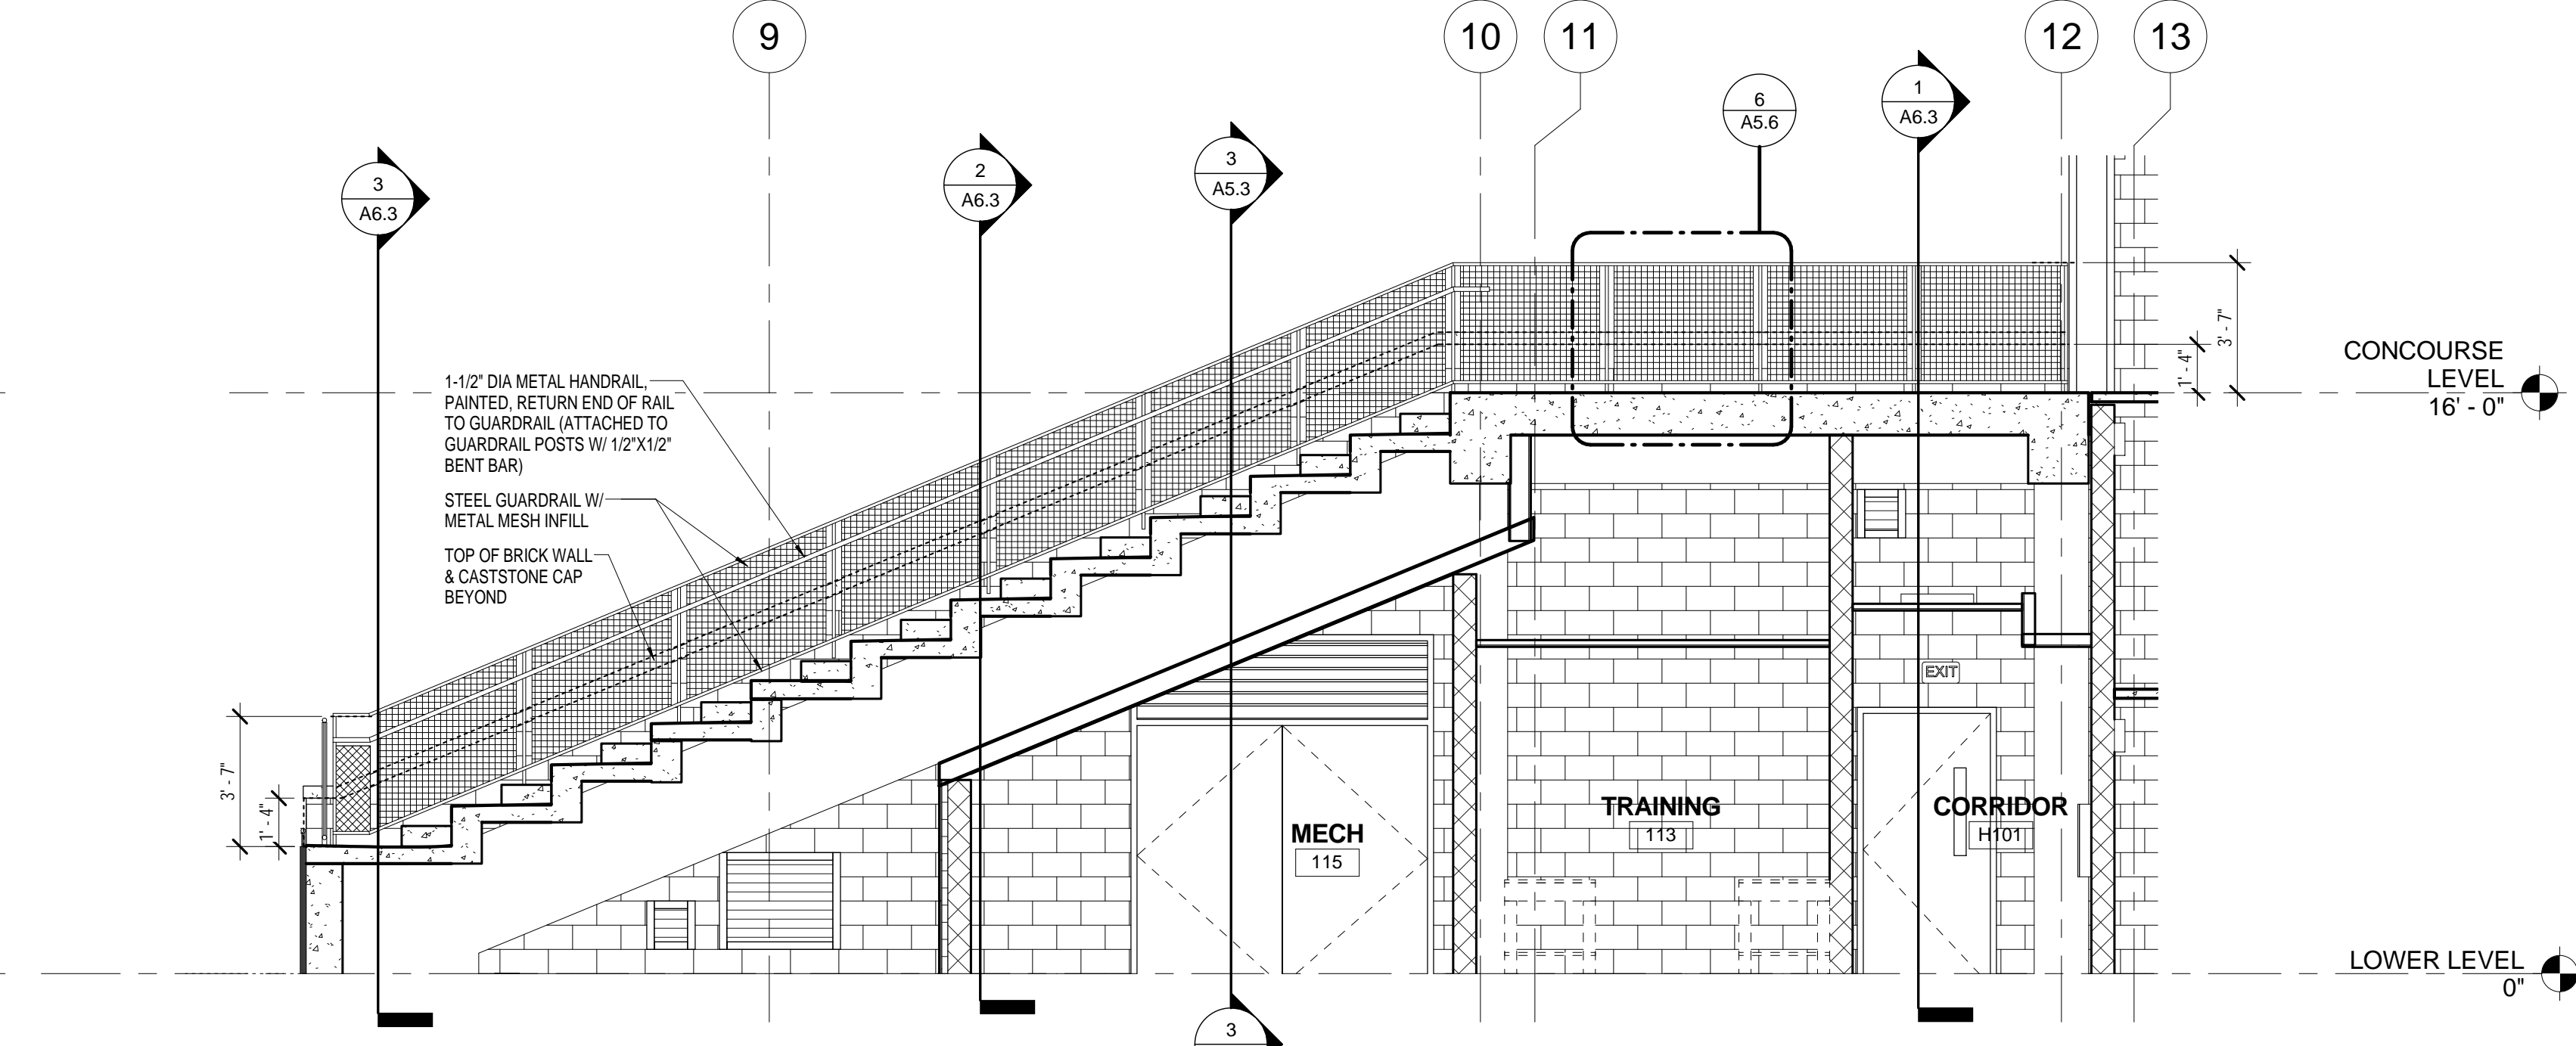 9
10
11
12
13
3
A6.3
2
A6.3
3
A5.3
6
A5.6
1
A6.3
1-1/2" DIA METAL HANDRAIL,
PAINTED, RETURN END OF RAIL
TO GUARDRAIL (ATTACHED TO
GUARDRAIL POSTS W/ 1/2"X1/2"
BENT BAR)
STEEL GUARDRAIL W/
METAL MESH INFILL
TOP OF BRICK WALL
& CASTSTONE CAP
BEYOND
3' - 7"
1' - 4"
1' - 4"
3' - 7"
CONCOURSE
LEVEL
16' - 0"
EXIT
MECH
115
TRAINING
113
CORRIDOR
H101
LOWER LEVEL
0"
3